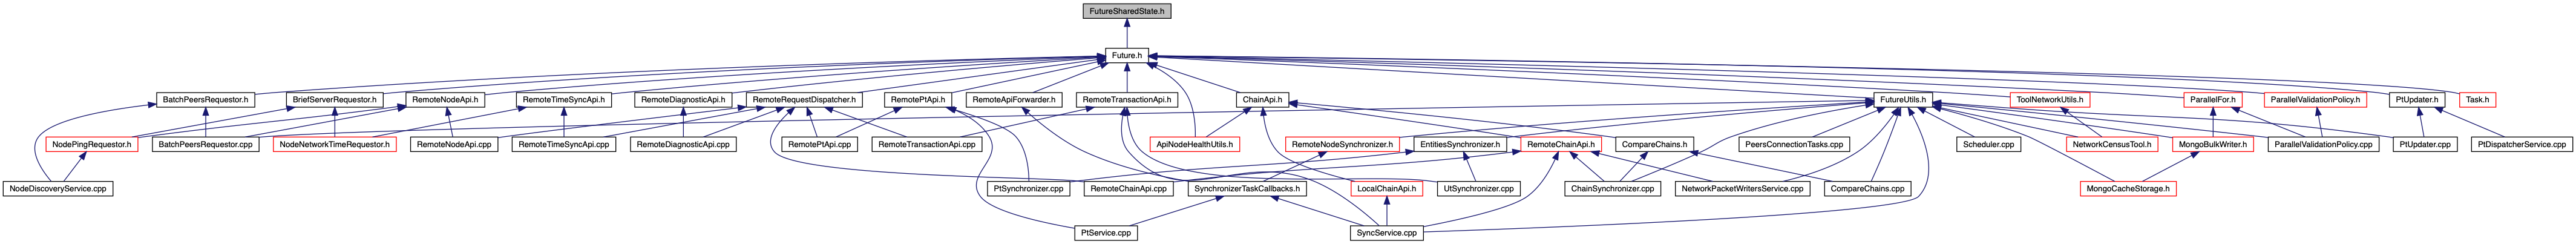 FutureSharedState.h
Future.h
BatchPeersRequestor.h
BriefServerRequestor.h
RemoteNodeApi.h
RemoteTimeSyncApi.h
RemoteDiagnosticApi.h
RemoteRequestDispatcher.h
RemotePtApi.h
RemoteApiForwarder.h
RemoteTransactionApi.h
ChainApi.h
FutureUtils.h
ToolNetworkUtils.h
ParallelFor.h
ParallelValidationPolicy.h
PtUpdater.h
Task.h
NodePingRequestor.h
BatchPeersRequestor.cpp
NodeNetworkTimeRequestor.h
RemoteNodeApi.cpp
RemoteTimeSyncApi.cpp
RemoteDiagnosticApi.cpp
RemotePtApi.cpp
RemoteTransactionApi.cpp
ApiNodeHealthUtils.h
RemoteNodeSynchronizer.h
EntitiesSynchronizer.h
RemoteChainApi.h
CompareChains.h
PeersConnectionTasks.cpp
Scheduler.cpp
NetworkCensusTool.h
MongoBulkWriter.h
ParallelValidationPolicy.cpp
PtUpdater.cpp
PtDispatcherService.cpp
NodeDiscoveryService.cpp
PtSynchronizer.cpp
RemoteChainApi.cpp
SynchronizerTaskCallbacks.h
LocalChainApi.h
UtSynchronizer.cpp
ChainSynchronizer.cpp
NetworkPacketWritersService.cpp
CompareChains.cpp
MongoCacheStorage.h
PtService.cpp
SyncService.cpp